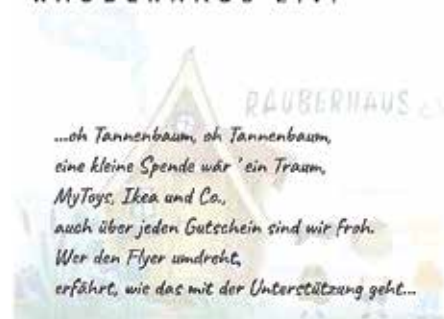 RÄUBERHAUS
...oh Tannenbaum, oh Tannenbaum,
eine kleine Spende wär' ein Traum,
MyToys, Ikea und Co.,
auch über jeden Gutschein sind wir froh.
Wer den Flyer umdreht,
erfährt, wie das mit der Unterstützung geht...